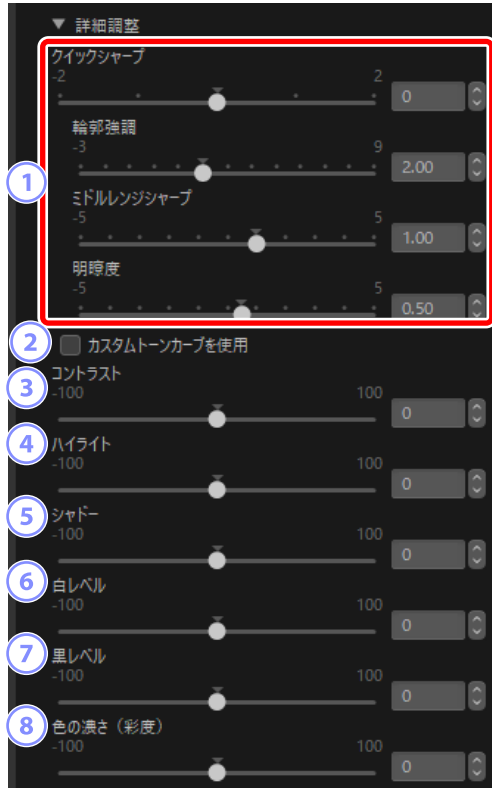 ▼ 詳細調整
クイックシャープ
-2 2
0
輪郭強調
-3 9
2.00
1
ミドルレンジシャープ
-5 5
1.00
明瞭度
-5 5
0.50
2 カスタムトーンカーブを使用
3 コントラスト
-100 100
0
4 ハイライト
-100 100
0
5 シャドー
-100 100
0
6 白レベル
-100 100
0
7 黒レベル
-100 100
0
8 色の濃さ（彩度）
-100 100
0